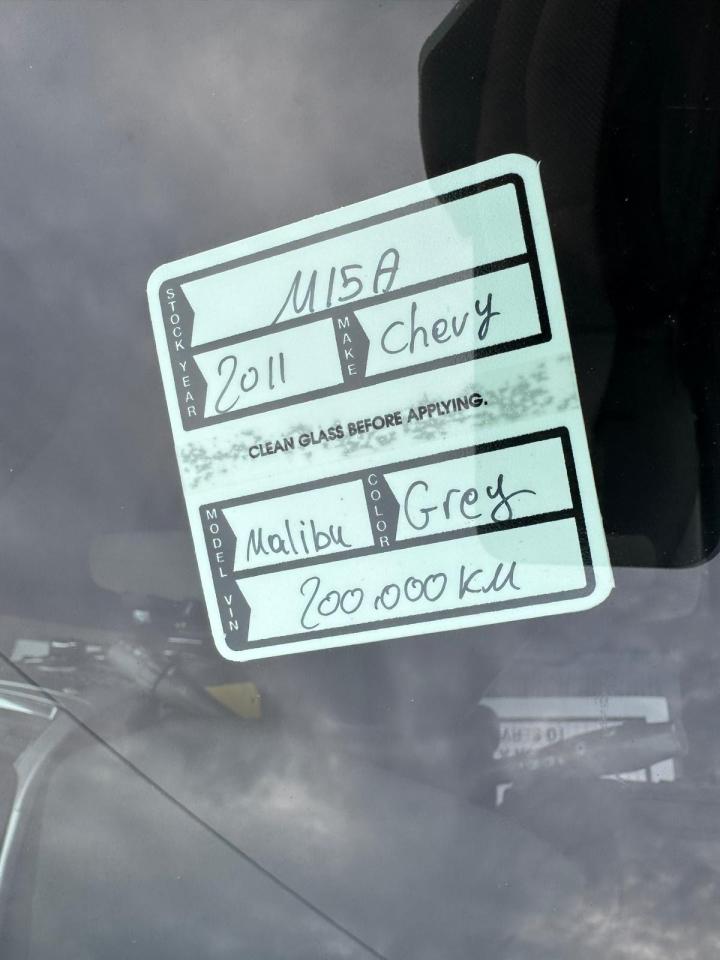 STOCK M15A
YEAR 2011 MAKE Chevy
CLEAN GLASS BEFORE APPLYING.
MODEL Malibu COLOR Grey
VIN 200.000 KM